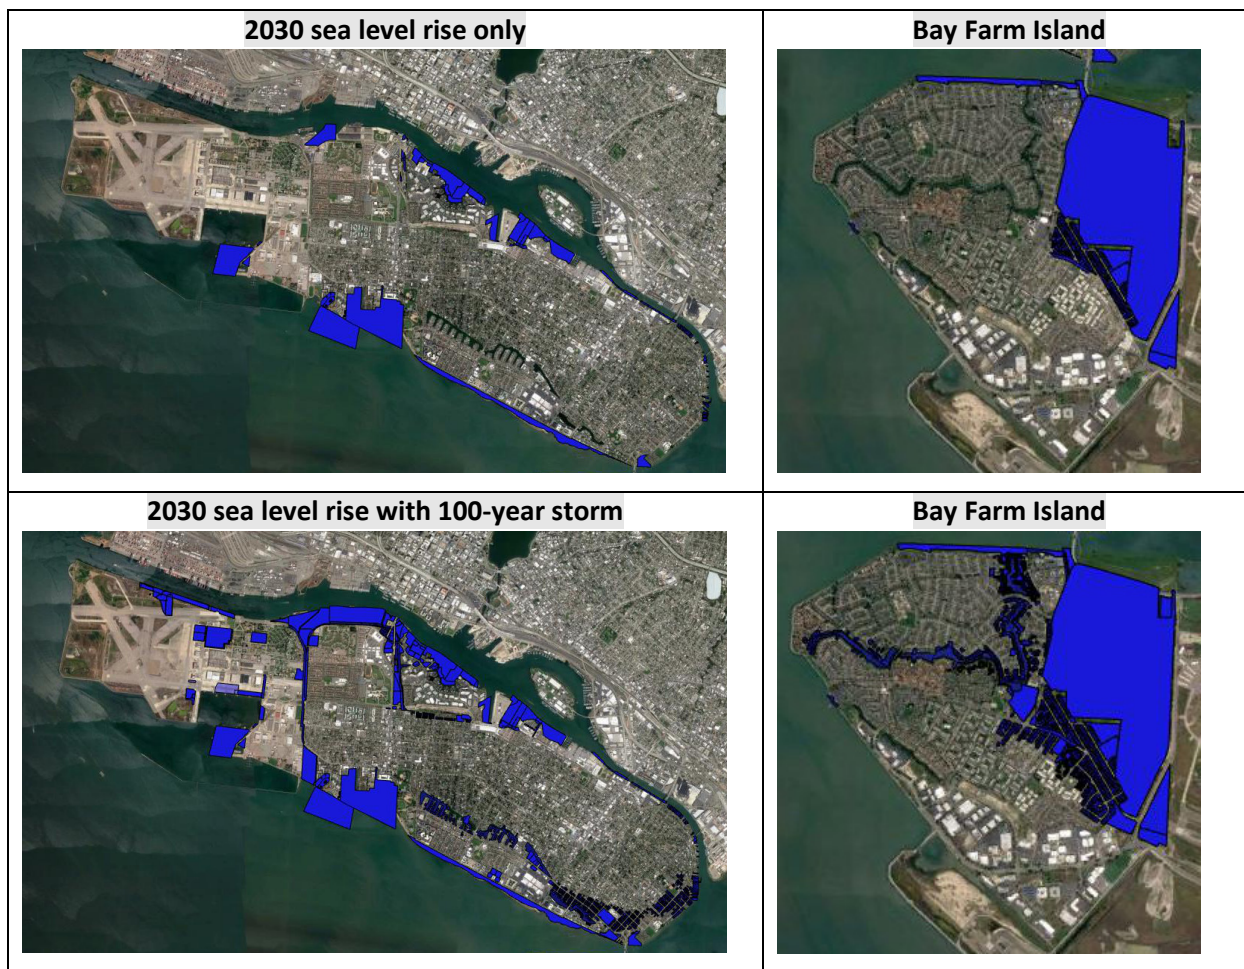 2030 sea level rise only
Bay Farm Island
2030 sea level rise with 100-year storm
Bay Farm Island